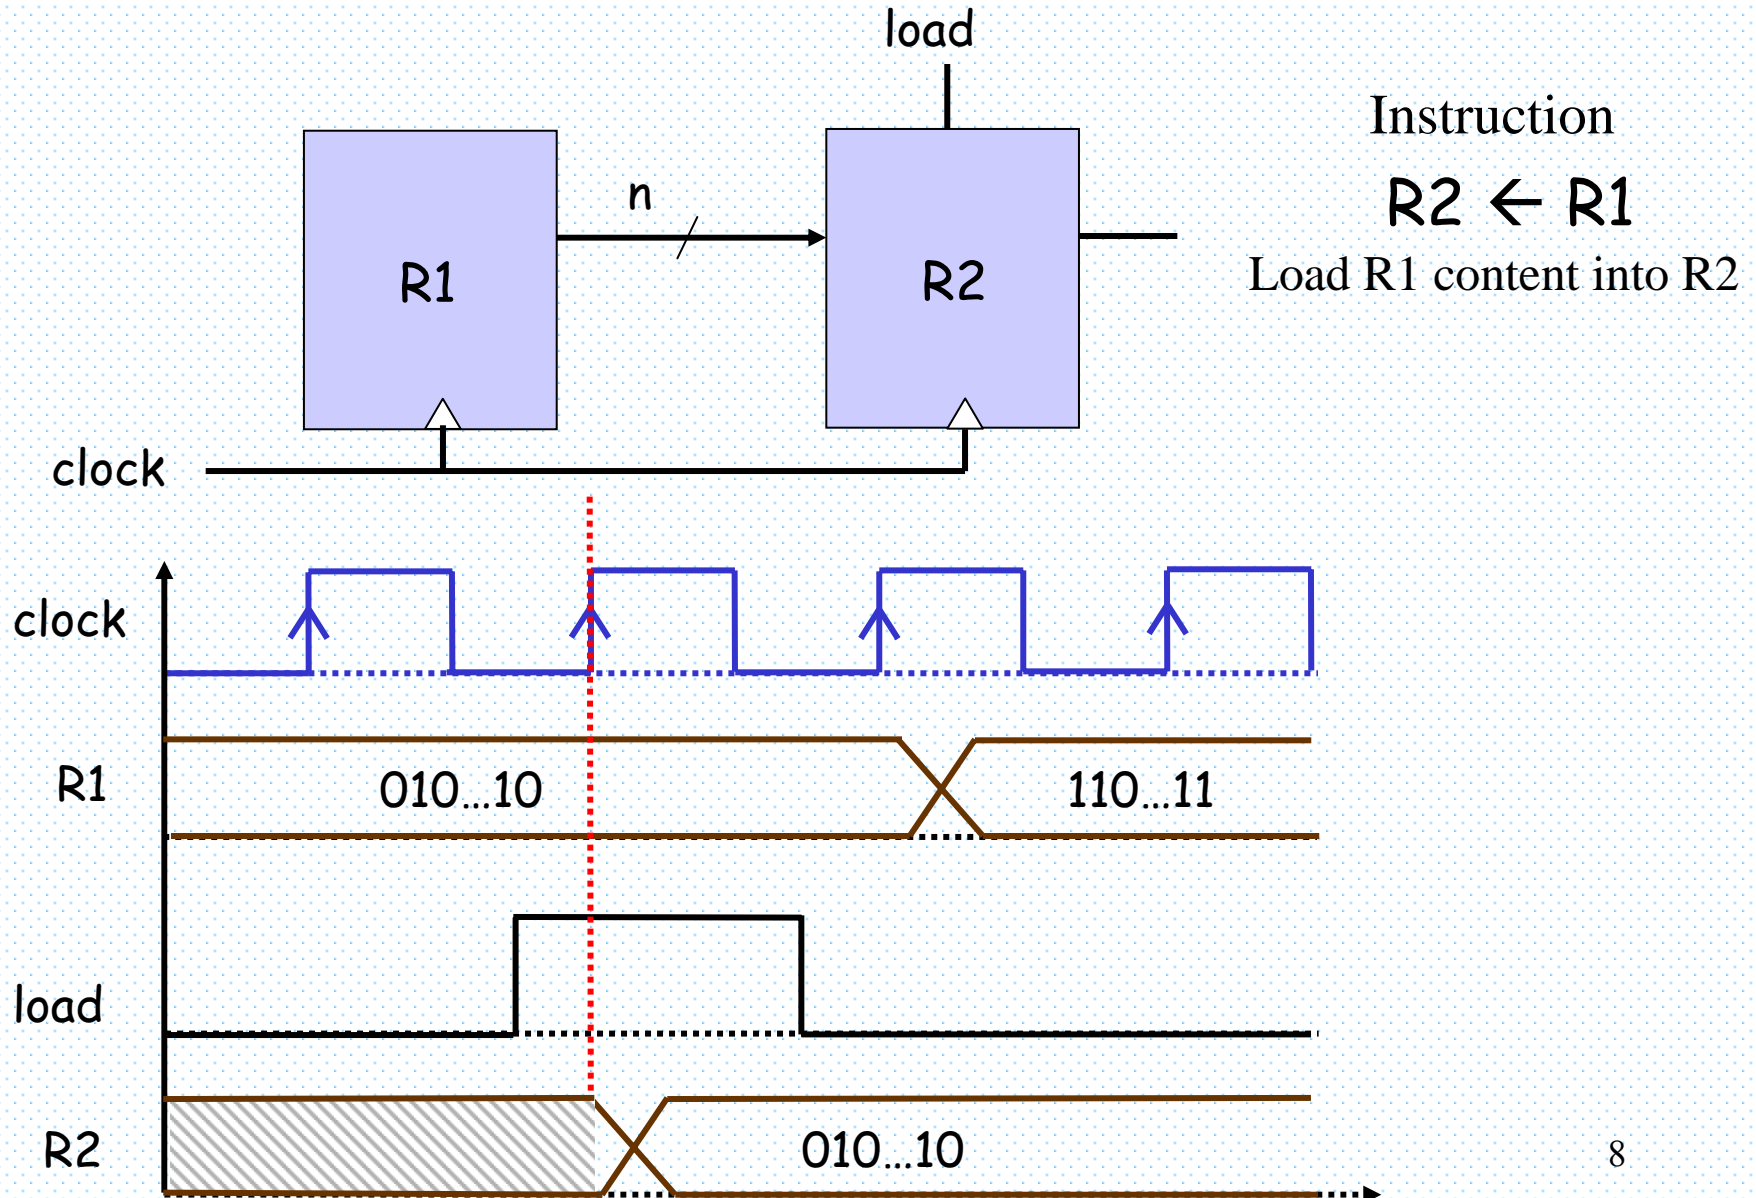 load
Instruction
n
R2 ← R1
R1
R2
Load R1 content into R2
clock
clock
R1
010...10
110...11
load
R2
010...10
8